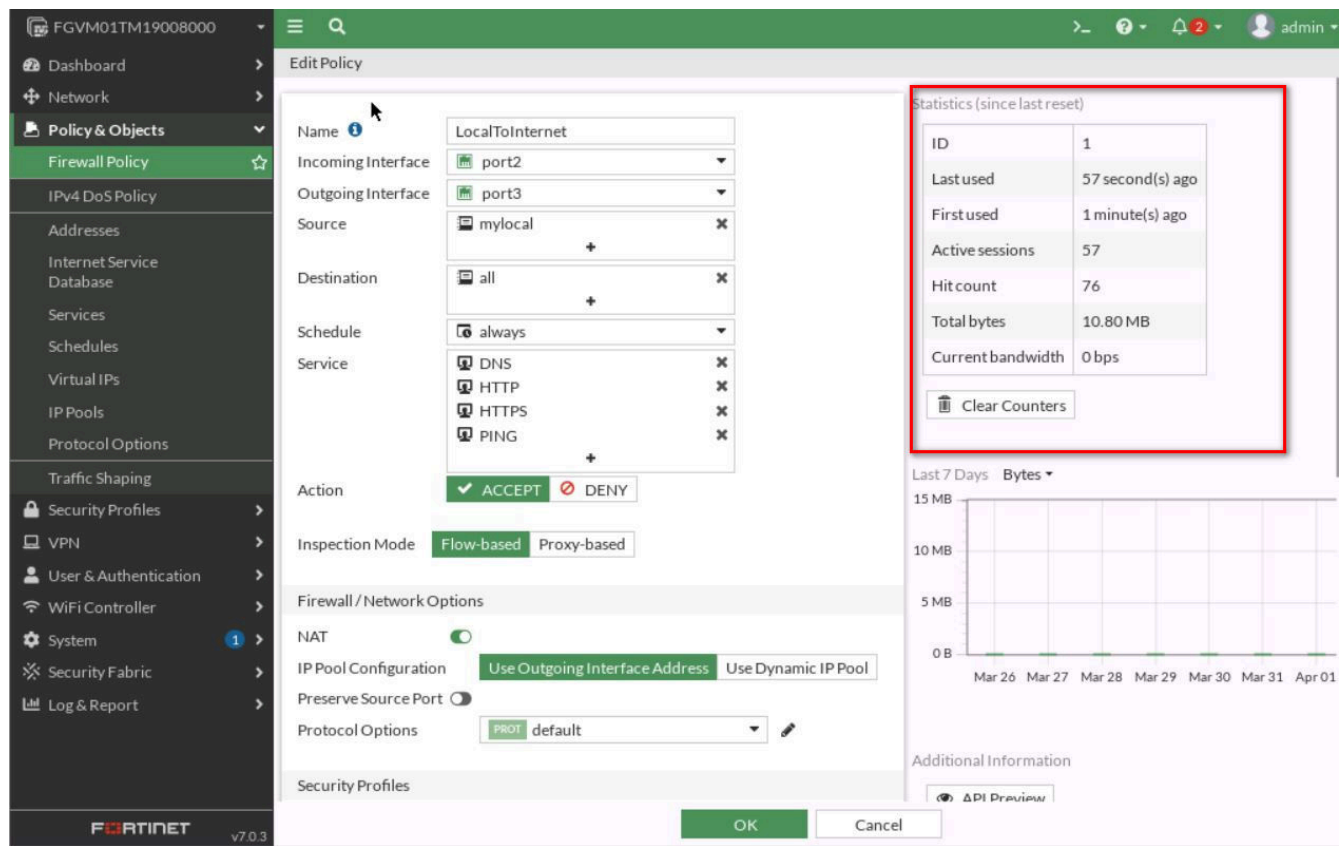 FGVM01TM19008000
>_
2
admin
Dashboard
Network
Policy & Objects
Firewall Policy
IPv4 DoS Policy
Addresses
Internet Service
Database
Services
Schedules
Virtual IPs
IP Pools
Protocol Options
Traffic Shaping
Security Profiles
VPN
User & Authentication
WiFi Controller
System 1
Security Fabric
Log & Report
FORTINET v7.0.3
Edit Policy
Name LocalToInternet
Incoming Interface port2
Outgoing Interface port3
Source mylocal
+
Destination all
+
Schedule always
Service DNS
HTTP
HTTPS
PING
+
Action ACCEPT DENY
Inspection Mode Flow-based Proxy-based
Firewall / Network Options
NAT
IP Pool Configuration Use Outgoing Interface Address Use Dynamic IP Pool
Preserve Source Port
Protocol Options PROT default
Security Profiles
OK Cancel
Statistics (since last reset)
ID 1
Last used 57 second(s) ago
First used 1 minute(s) ago
Active sessions 57
Hit count 76
Total bytes 10.80 MB
Current bandwidth 0 bps
Clear Counters
Last 7 Days Bytes
15 MB
10 MB
5 MB
0 B
Mar 26 Mar 27 Mar 28 Mar 29 Mar 30 Mar 31 Apr 01
Additional Information
API Preview